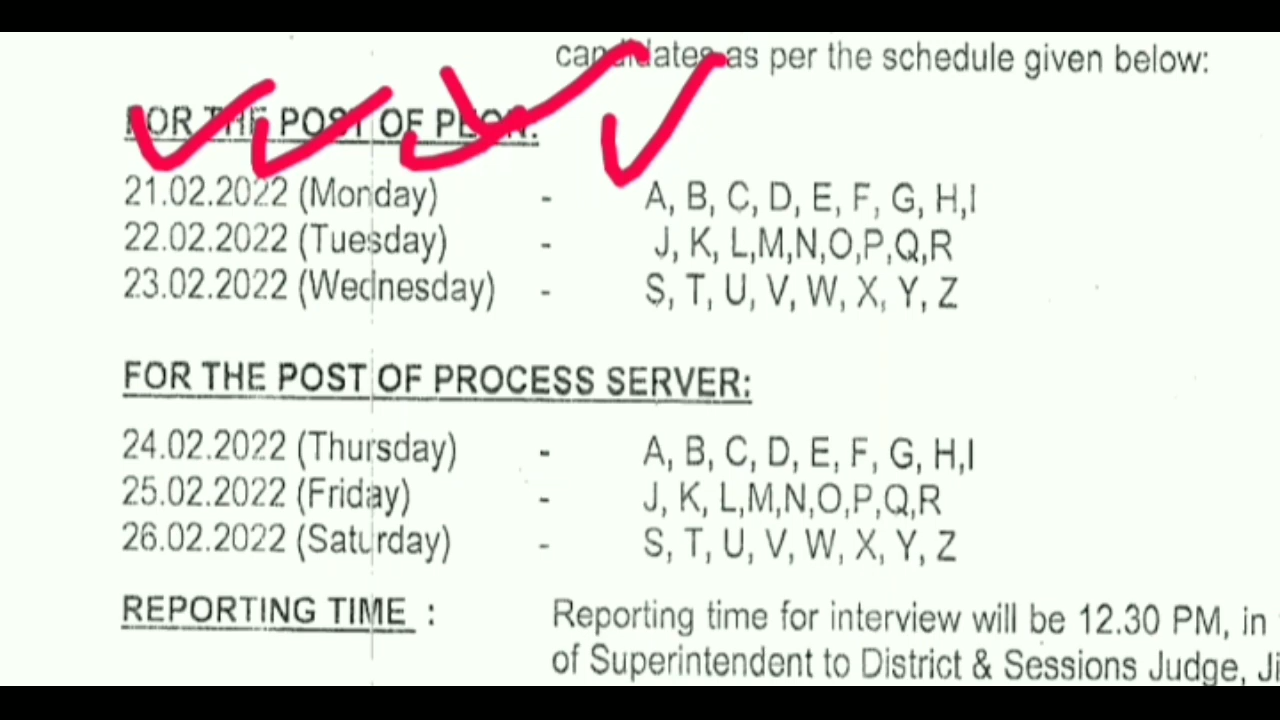 candidates as per the schedule given below:
FOR THE POST OF PEON:
21.02.2022 (Monday) - A, B, C, D, E, F, G, H,I
22.02.2022 (Tuesday) - J, K, L,M,N,O,P,Q,R
23.02.2022 (Wednesday) - S, T, U, V, W, X, Y, Z
FOR THE POST OF PROCESS SERVER:
24.02.2022 (Thursday) - A, B, C, D, E, F, G, H,I
25.02.2022 (Friday) - J, K, L,M,N,O,P,Q,R
26.02.2022 (Saturday) - S, T, U, V, W, X, Y, Z
REPORTING TIME : Reporting time for interview will be 12.30 PM, in
of Superintendent to District & Sessions Judge,